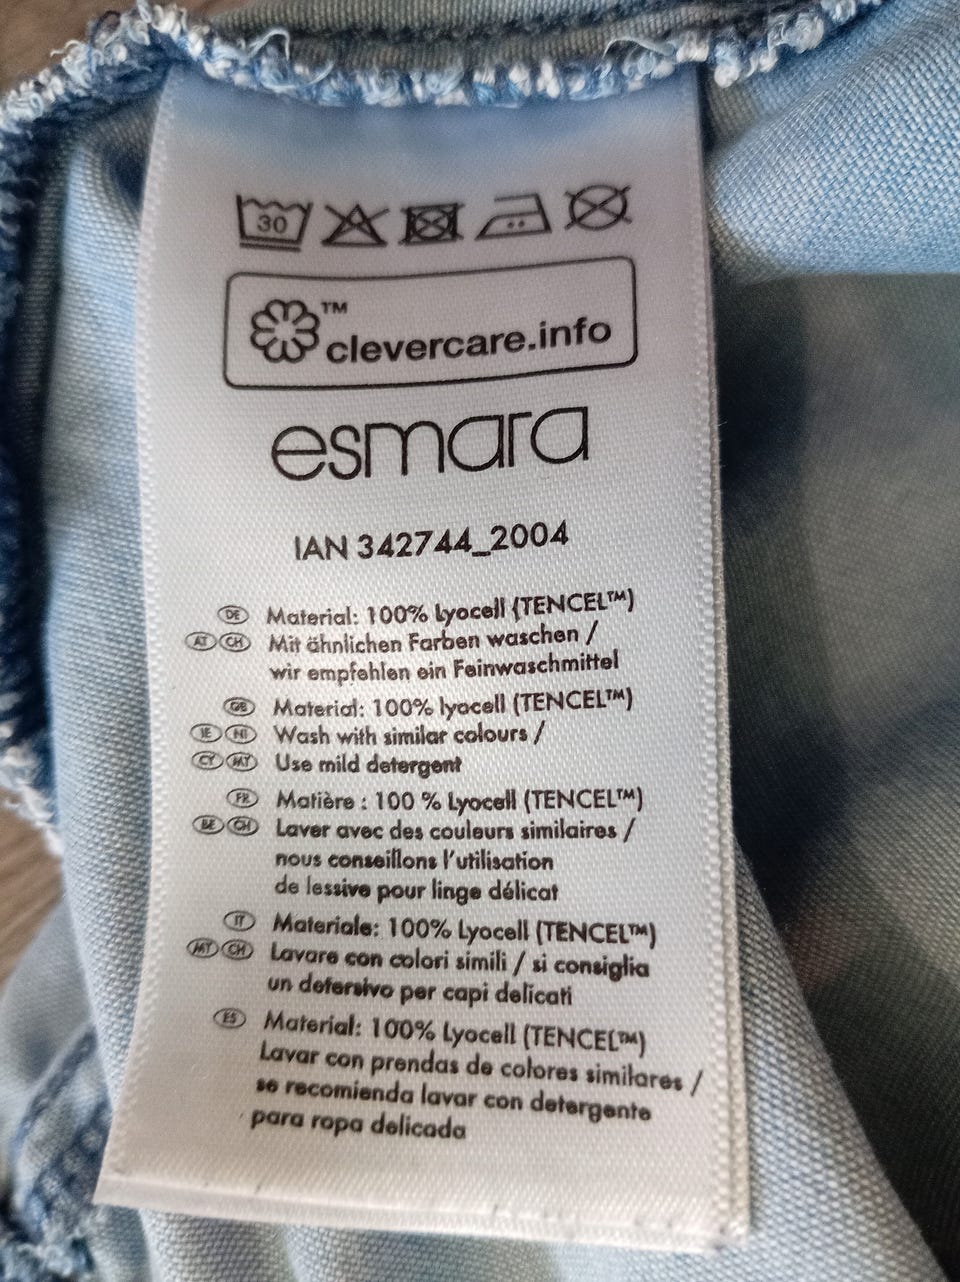 30
TM
clevercare.info
esmara
IAN 342744_2004
DE Material: 100% Lyocell (TENCEL™)
AT CH Mit ähnlichen Farben waschen /
wir empfehlen ein Feinwaschmittel
GB Material: 100% lyocell (TENCEL™)
IE NI Wash with similar colours /
CY MT Use mild detergent
FR Matière : 100 % Lyocell (TENCEL™)
BE CH Laver avec des couleurs similaires /
nous conseillons l'utilisation
de lessive pour linge délicat
IT Materiale: 100% Lyocell (TENCEL™)
MT CH Lavare con colori simili / si consiglia
un detersivo per capi delicati
ES Material: 100% Lyocell (TENCEL™)
Lavar con prendas de colores similares /
se recomienda lavar con detergente
para ropa delicada